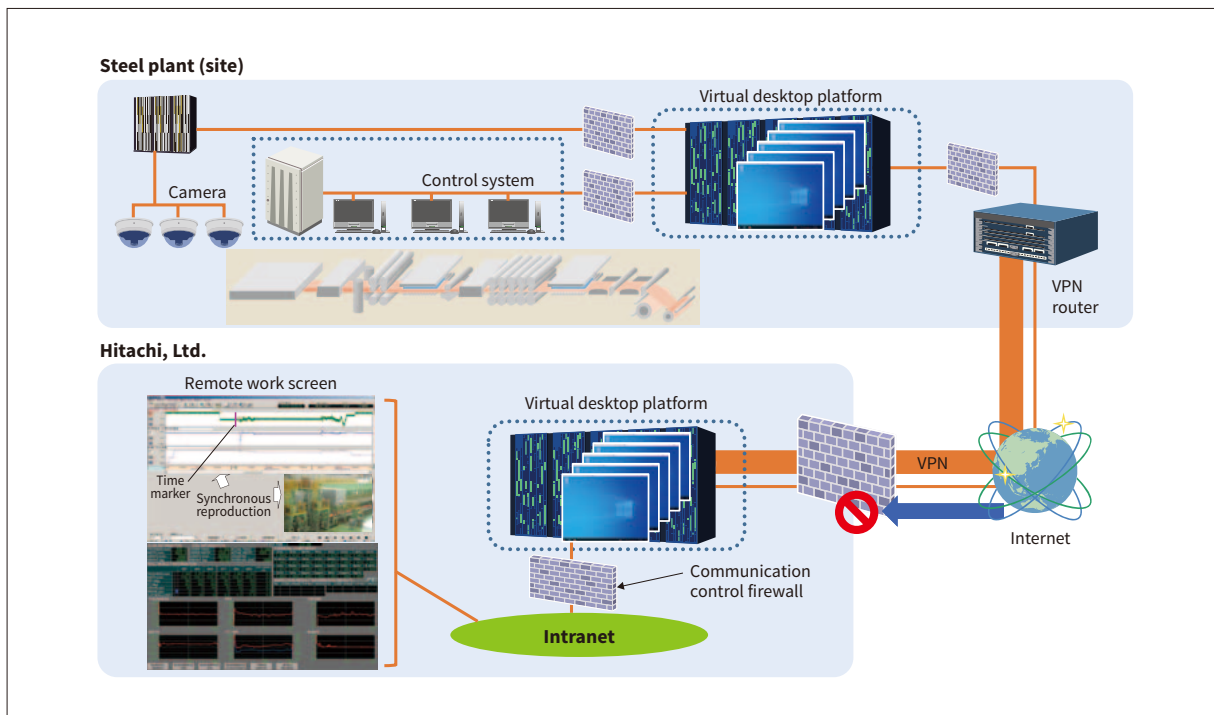 Steel plant (site)
Virtual desktop platform
Camera
Control system
VPN
router
Hitachi, Ltd.
Remote work screen
Time
marker
Synchronous
reproduction
Virtual desktop platform
VPN
Internet
Communication
control firewall
Intranet